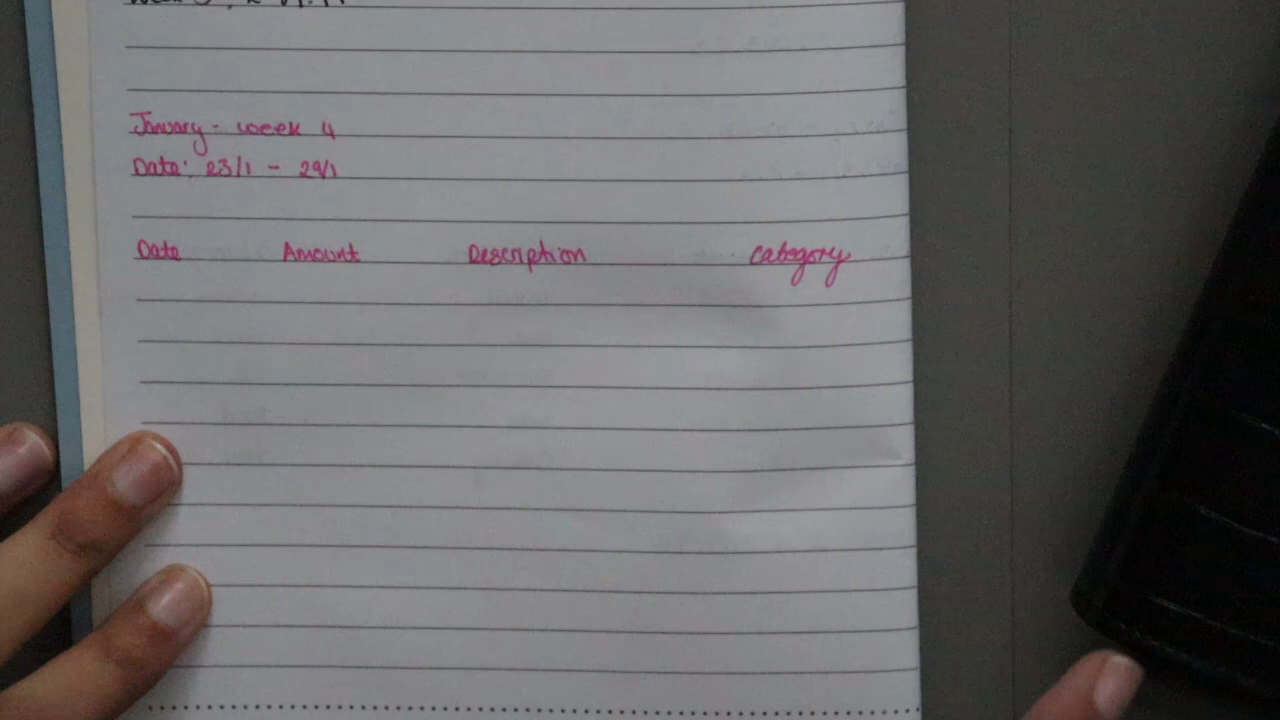 January - week 4
Date: 23/1 - 29/1
Date Amount Description category